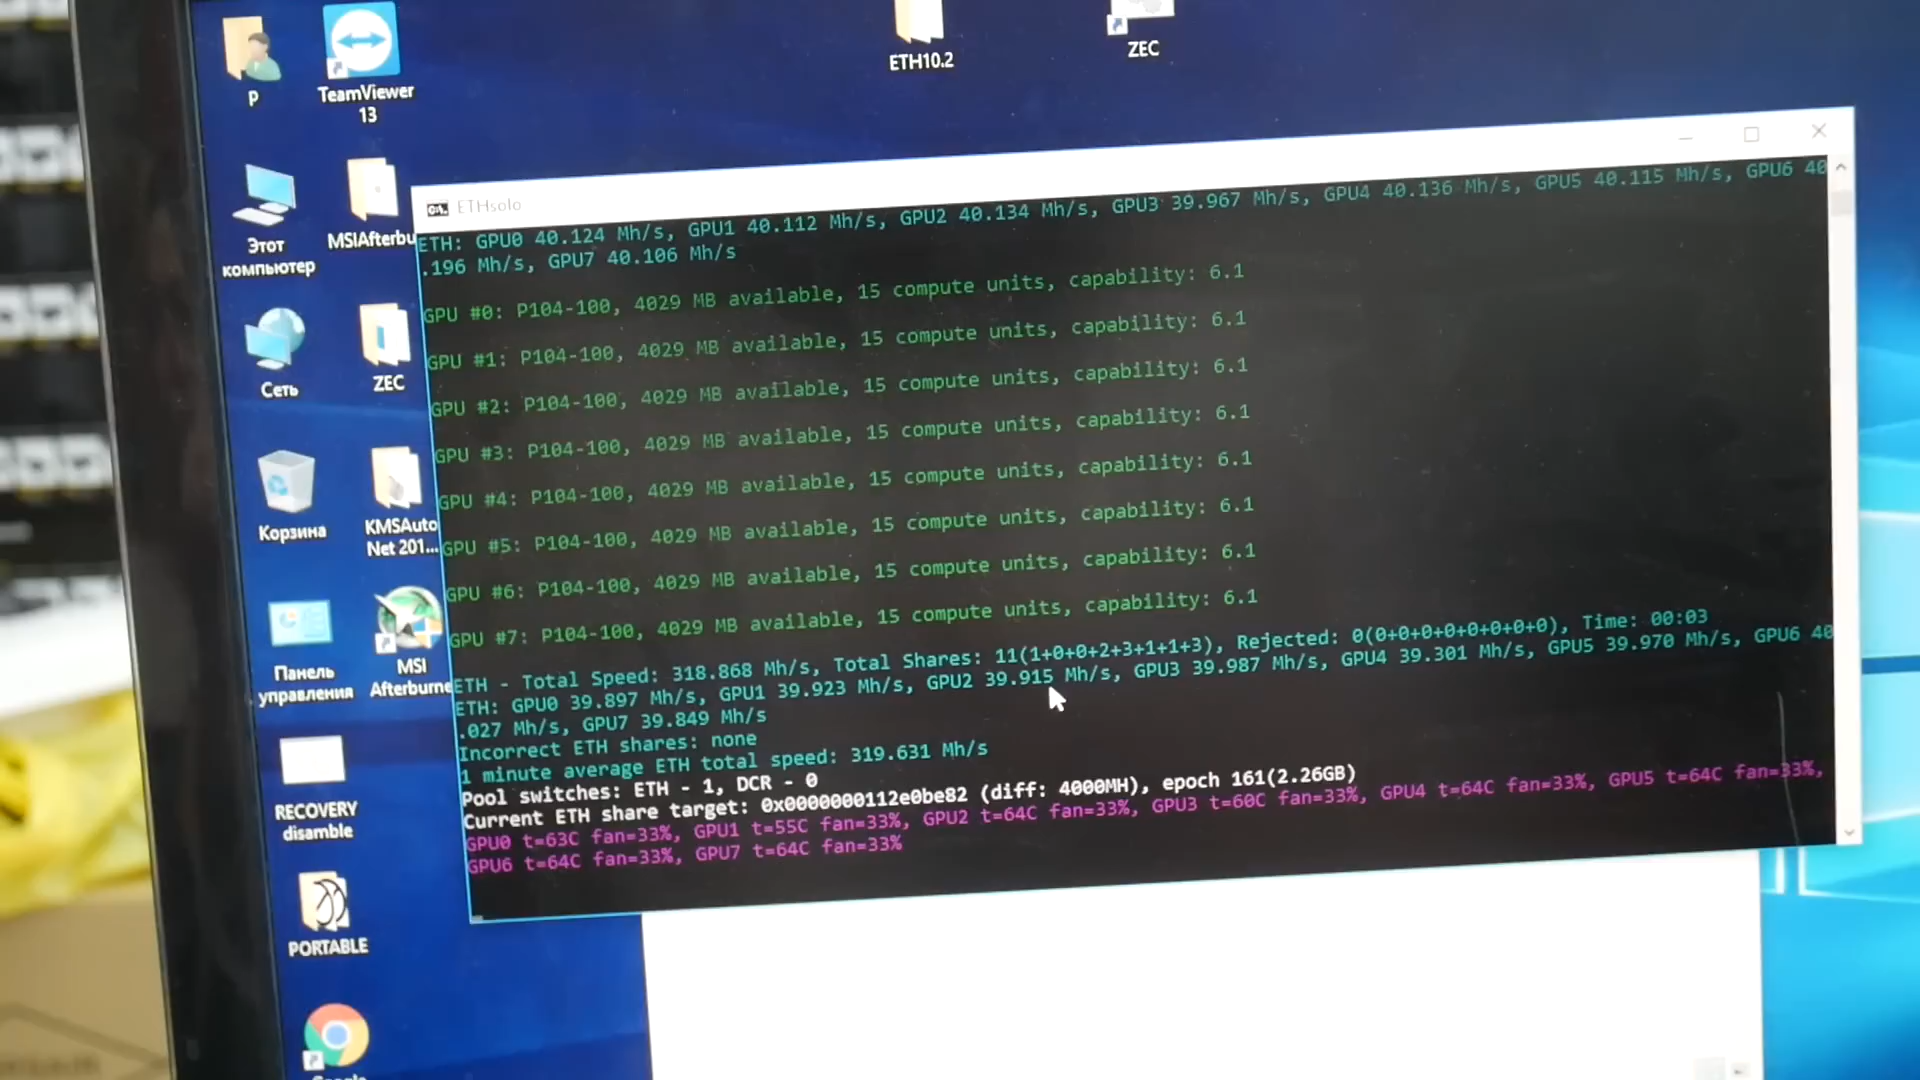 P
TeamViewer
13
ETH10.2
ZEC
Этот
компьютер
MSIAfterbu
Сеть
ZEC
Корзина
KMSAuto
Net 201...
Панель
управления
MSI
Afterburne
RECOVERY
disamble
PORTABLE
ETHsolo
ETH: GPU0 40.124 Mh/s, GPU1 40.112 Mh/s, GPU2 40.134 Mh/s, GPU3 39.967 Mh/s, GPU4 40.136 Mh/s, GPU5 40.115 Mh/s, GPU6 40
.196 Mh/s, GPU7 40.106 Mh/s
GPU #0: P104-100, 4029 MB available, 15 compute units, capability: 6.1
GPU #1: P104-100, 4029 MB available, 15 compute units, capability: 6.1
GPU #2: P104-100, 4029 MB available, 15 compute units, capability: 6.1
GPU #3: P104-100, 4029 MB available, 15 compute units, capability: 6.1
GPU #4: P104-100, 4029 MB available, 15 compute units, capability: 6.1
GPU #5: P104-100, 4029 MB available, 15 compute units, capability: 6.1
GPU #6: P104-100, 4029 MB available, 15 compute units, capability: 6.1
GPU #7: P104-100, 4029 MB available, 15 compute units, capability: 6.1
ETH - Total Speed: 318.868 Mh/s, Total Shares: 11(1+0+0+2+3+1+1+3), Rejected: 0(0+0+0+0+0+0+0+0), Time: 00:03
ETH: GPU0 39.897 Mh/s, GPU1 39.923 Mh/s, GPU2 39.915 Mh/s, GPU3 39.987 Mh/s, GPU4 39.301 Mh/s, GPU5 39.970 Mh/s, GPU6 40
.027 Mh/s, GPU7 39.849 Mh/s
Incorrect ETH shares: none
1 minute average ETH total speed: 319.631 Mh/s
Pool switches: ETH - 1, DCR - 0
Current ETH share target: 0x0000000112e0be82 (diff: 4000MH), epoch 161(2.26GB)
GPU0 t=63C fan=33%, GPU1 t=55C fan=33%, GPU2 t=64C fan=33%, GPU3 t=60C fan=33%, GPU4 t=64C fan=33%, GPU5 t=64C fan=33%,
GPU6 t=64C fan=33%, GPU7 t=64C fan=33%